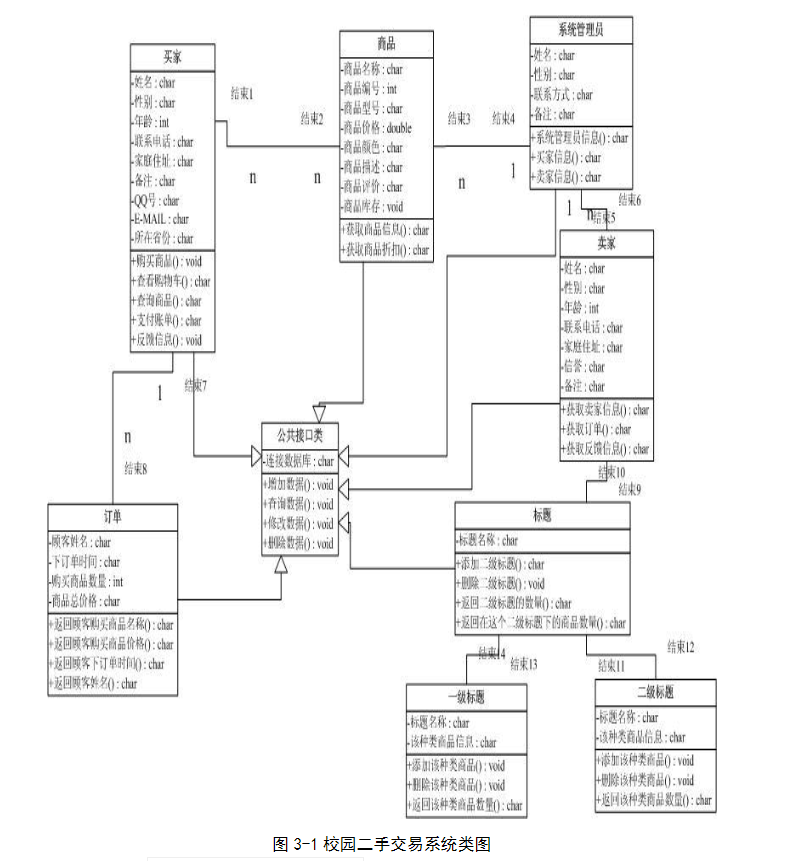 买家
-姓名 : char
-性别 : char
-年龄 : int
-联系电话 : char
-家庭住址 : char
-备注 : char
-QQ号 : char
-E-MAIL : char
-所在省份 : char
+购买商品() : void
+查看购物车() : char
+查询商品() : char
+支付账单() : char
+反馈信息() : void
结束1
结束2
n
n
商品
-商品名称 : char
-商品编号 : int
-商品型号 : char
-商品价格 : double
-商品颜色 : char
-商品描述 : char
-商品评价 : char
-商品库存 : void
+获取商品信息() : char
+获取商品折扣() : char
结束3
结束4
n
1
系统管理员
-姓名 : char
-性别 : char
-联系方式 : char
-备注 : char
+系统管理员信息() : char
+买家信息() : char
+卖家信息() : char
结束6
1
n
结束5
卖家
-姓名 : char
-性别 : char
-年龄 : int
-联系电话 : char
-家庭住址 : char
-信誉 : char
-备注 : char
+获取卖家信息() : char
+获取订单() : char
+获取反馈信息() : char
1
结束7
n
结束8
公共接口类
-连接数据库 : char
+增加数据() : void
+查询数据() : void
+修改数据() : void
+删除数据() : void
结束10
结束9
订单
-顾客姓名 : char
-下订单时间 : char
-购买商品数量 : int
-商品总价格 : char
+返回顾客购买商品名称() : char
+返回顾客购买商品价格() : char
+返回顾客下订单时间() : char
+返回顾客姓名() : char
标题
-标题名称 : char
+添加二级标题() : char
+删除二级标题() : void
+返回二级标题的数量() : char
+返回在这个二级标题下的商品数量() : char
结束14
结束13
结束12
结束11
一级标题
-标题名称 : char
-该种类商品信息 : char
+添加该种类商品() : void
+删除该种类商品() : void
+返回该种类商品数量() : char
二级标题
-标题名称 : char
-该种类商品信息 : char
+添加该种类商品() : void
+删除该种类商品() : void
+返回该种类商品数量() : char
图 3-1 校园二手交易系统类图